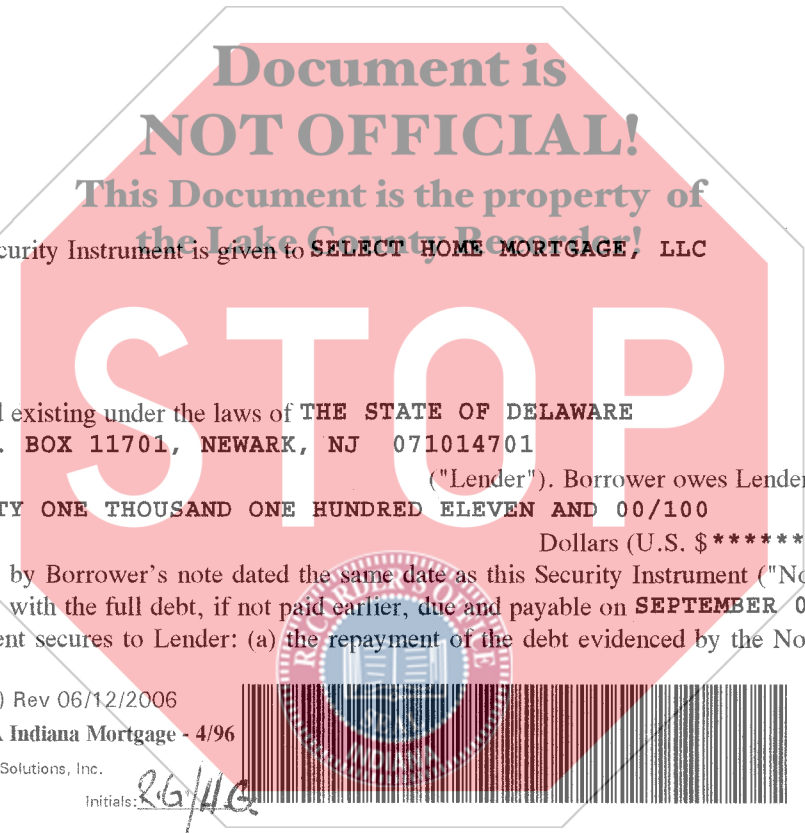 Document is
NOT OFFICIAL!
This Document is the property of
the Lake County Recorder!
curity Instrument is given to SELECT HOME MORTGAGE, LLC
STOP
l existing under the laws of THE STATE OF DELAWARE
. BOX 11701, NEWARK, NJ 071014701
("Lender"). Borrower owes Lender
TY ONE THOUSAND ONE HUNDRED ELEVEN AND 00/100
Dollars (U.S. $******
by Borrower's note dated the same date as this Security Instrument ("No
with the full debt, if not paid earlier, due and payable on SEPTEMBER 0
ent secures to Lender: (a) the repayment of the debt evidenced by the No
RECORDER'S OFFICE
SEAL
INDIANA
) Rev 06/12/2006
A Indiana Mortgage - 4/96
Solutions, Inc.
Initials: R.G/H.G.